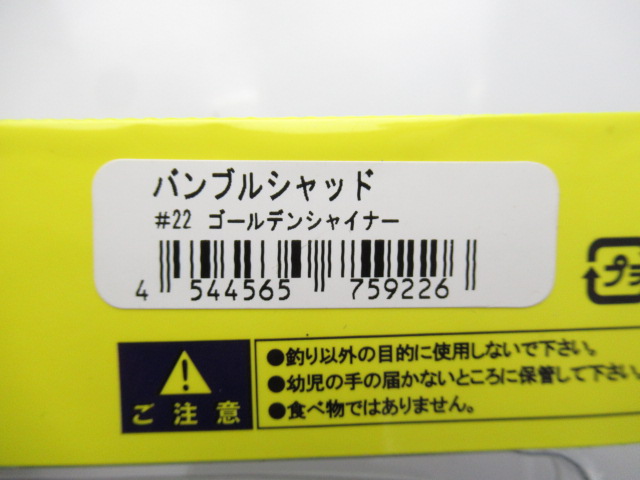 バンブルシャッド
#22 ゴールデンシャイナー
4 544565 759226
プラ
ご注意
●釣り以外の目的に使用しないで下さい。
●幼児の手の届かないところに保管して下さい。
●食べ物ではありません。